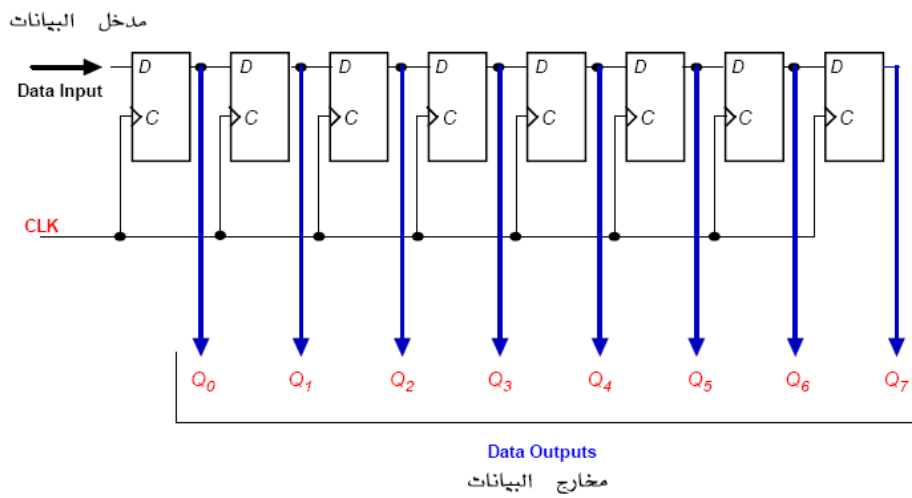 مدخل البيانات
Data Input
D D D D D D D D
C C C C C C C C
CLK
Q0 Q1 Q2 Q3 Q4 Q5 Q6 Q7
Data Outputs
مخارج البيانات